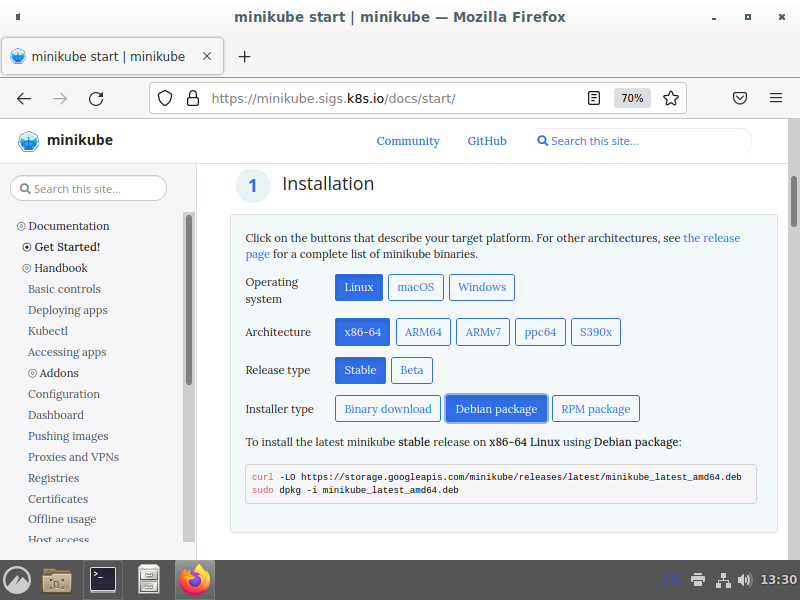 minikube start | minikube — Mozilla Firefox
minikube start | minikube
https://minikube.sigs.k8s.io/docs/start/
70%
minikube
Community
GitHub
Search this site…
Search this site…
Documentation
Get Started!
Handbook
Basic controls
Deploying apps
Kubectl
Accessing apps
Addons
Configuration
Dashboard
Pushing images
Proxies and VPNs
Registries
Certificates
Offline usage
Host access
1 Installation
Click on the buttons that describe your target platform. For other architectures, see the release
page for a complete list of minikube binaries.
Operating
system
Linux macOS Windows
Architecture x86-64 ARM64 ARMv7 ppc64 S390x
Release type Stable Beta
Installer type Binary download Debian package RPM package
To install the latest minikube stable release on x86-64 Linux using Debian package:
curl -LO https://storage.googleapis.com/minikube/releases/latest/minikube_latest_amd64.deb
sudo dpkg -i minikube_latest_amd64.deb
EN
13:30